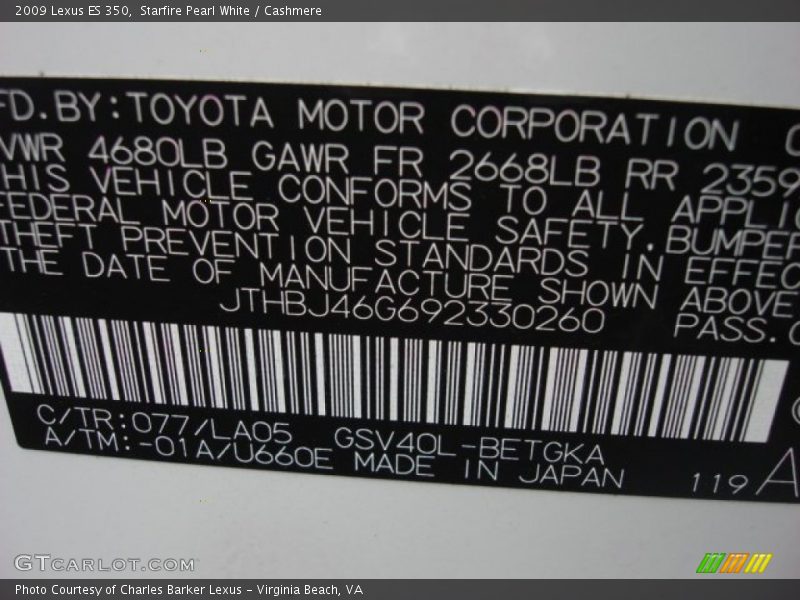 2009 Lexus ES 350, Starfire Pearl White / Cashmere
FD.BY:TOYOTA MOTOR CORPORATION
VWR 4680LB GAWR FR 2668LB RR 2359
HIS VEHICLE CONFORMS TO ALL APPLIC
FEDERAL MOTOR VEHICLE SAFETY, BUMPER
THEFT PREVENTION STANDARDS IN EFFEC
THE DATE OF MANUFACTURE SHOWN ABOVE
JTHBJ46G692330260 PASS.C
C/TR:077/LA05 GSV40L-BETGKA
A/TM:-01A/U660E MADE IN JAPAN
119 A
GTCARLOT.COM
Photo Courtesy of Charles Barker Lexus - Virginia Beach, VA